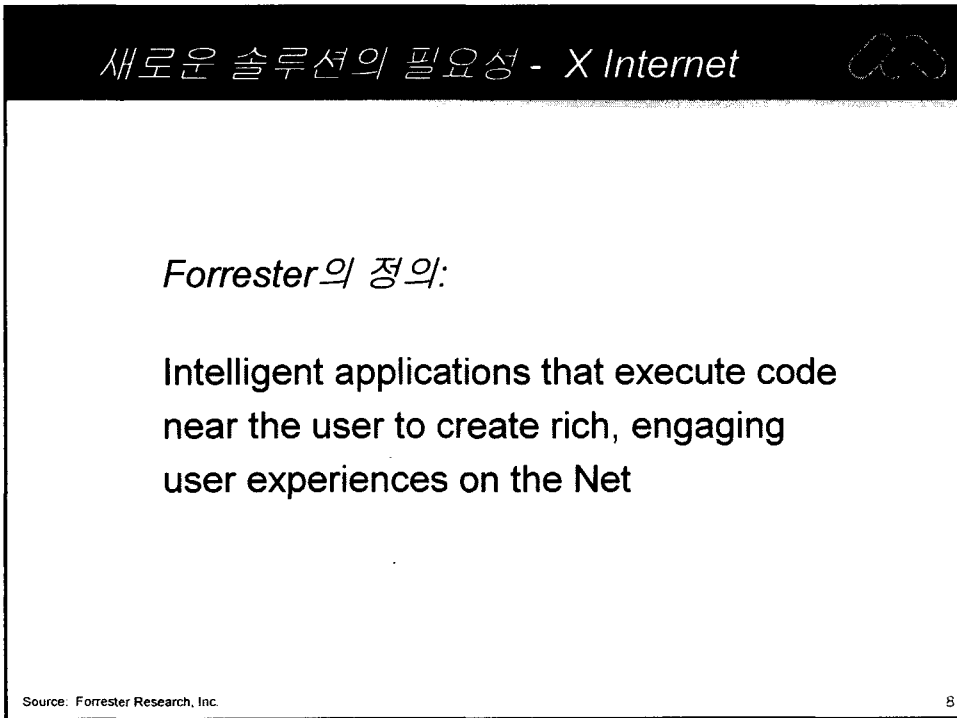 새로운 솔루션의 필요성 - X Internet
Forrester의 정의:
Intelligent applications that execute code
near the user to create rich, engaging
user experiences on the Net
Source: Forrester Research, Inc.
8